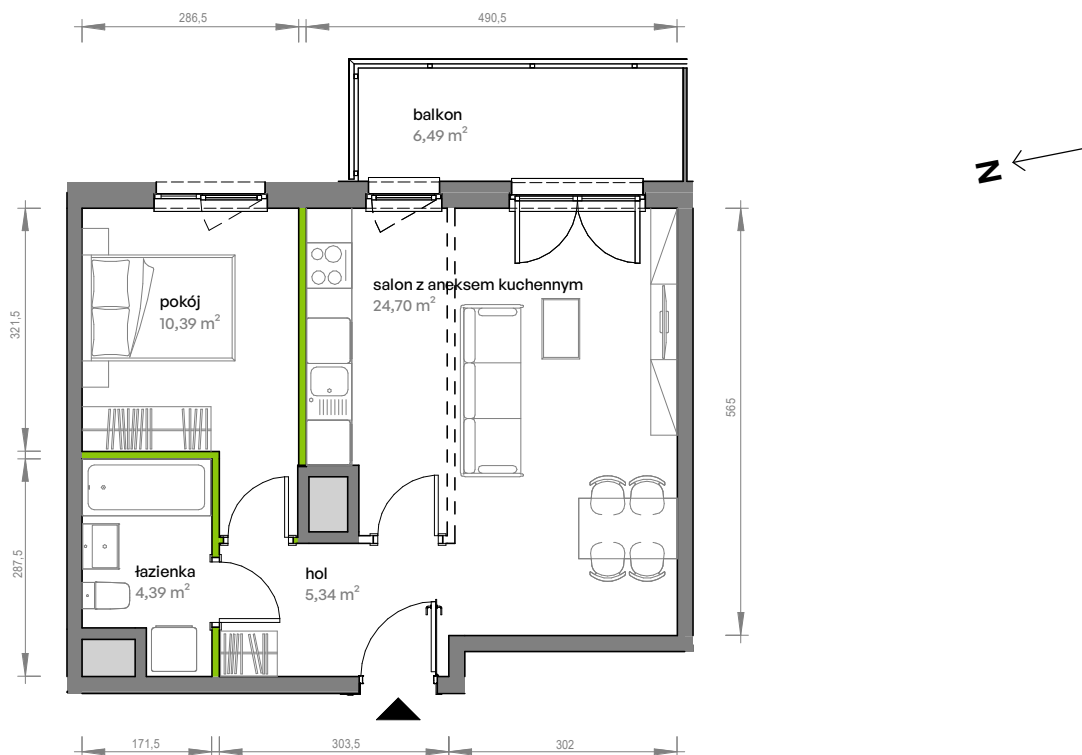 286,5
490,5
balkon
6,49 m²
N
salon z aneksem kuchennym
24,70 m²
pokój
10,39 m²
321,5
565
łazienka
4,39 m²
hol
5,34 m²
287,5
171,5
303,5
302